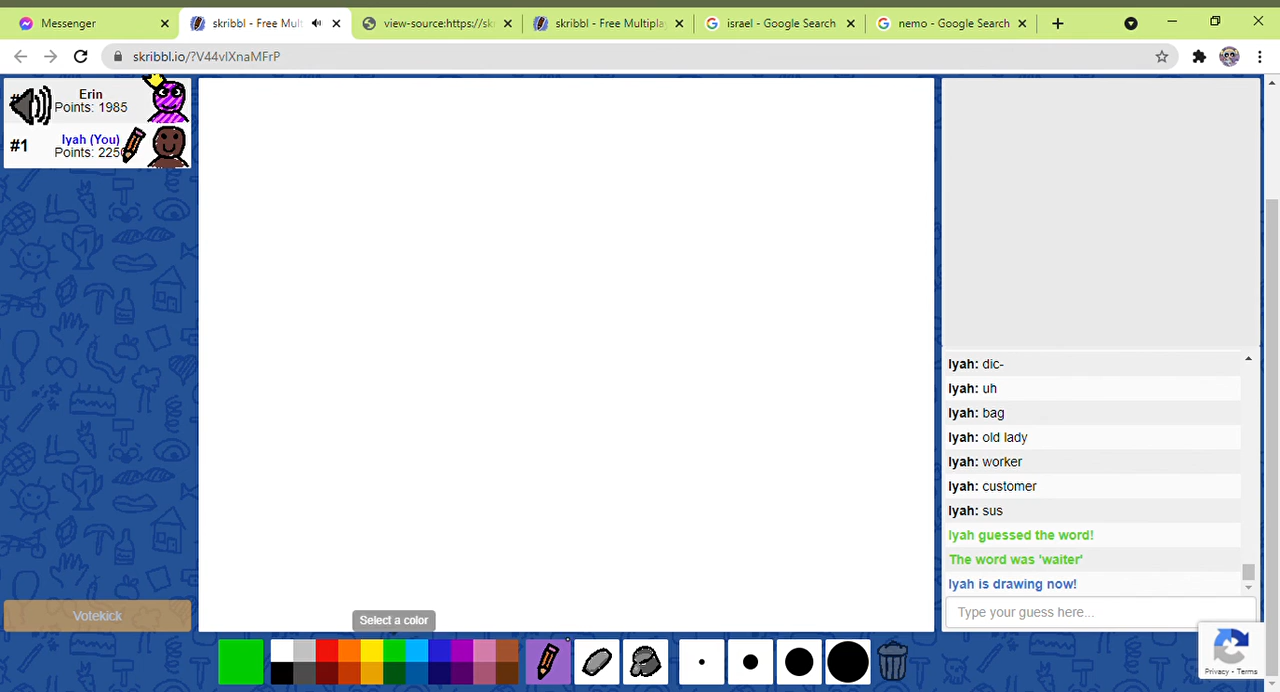 Messenger
skribbl - Free Mult
view-source:https://skr
skribbl - Free Multipla
israel - Google Search
nemo - Google Search
skribbl.io/?V44vlXnaMFrP
Erin
Points: 1985
#1
Iyah (You)
Points: 2256
Iyah: dic-
Iyah: uh
Iyah: bag
Iyah: old lady
Iyah: worker
Iyah: customer
Iyah: sus
Iyah guessed the word!
The word was 'waiter'
Iyah is drawing now!
Type your guess here...
Votekick
Select a color
Privacy - Terms